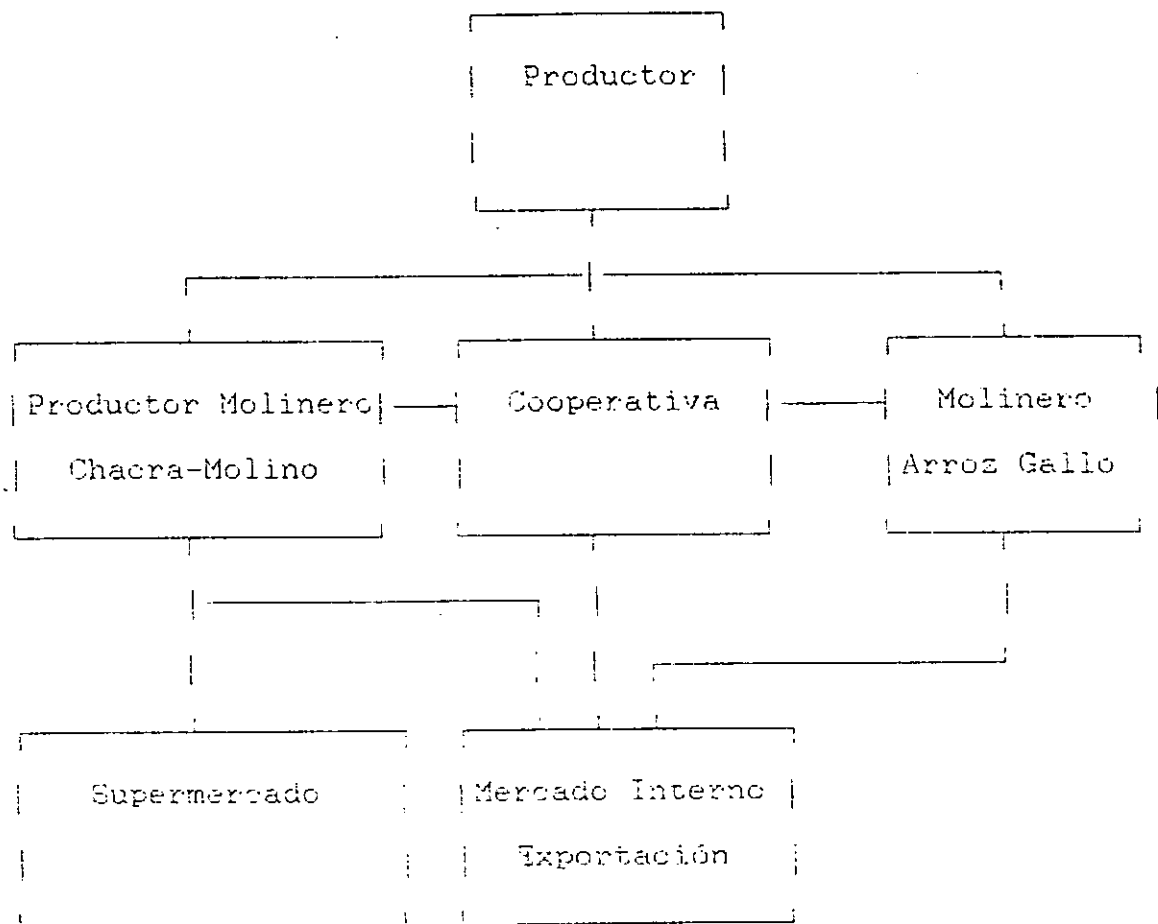 Productor
Productor Molinero
Chacra-Molino
Cooperativa
Molinero
Arroz Gallo
Supermercado
Mercado Interno
Exportación